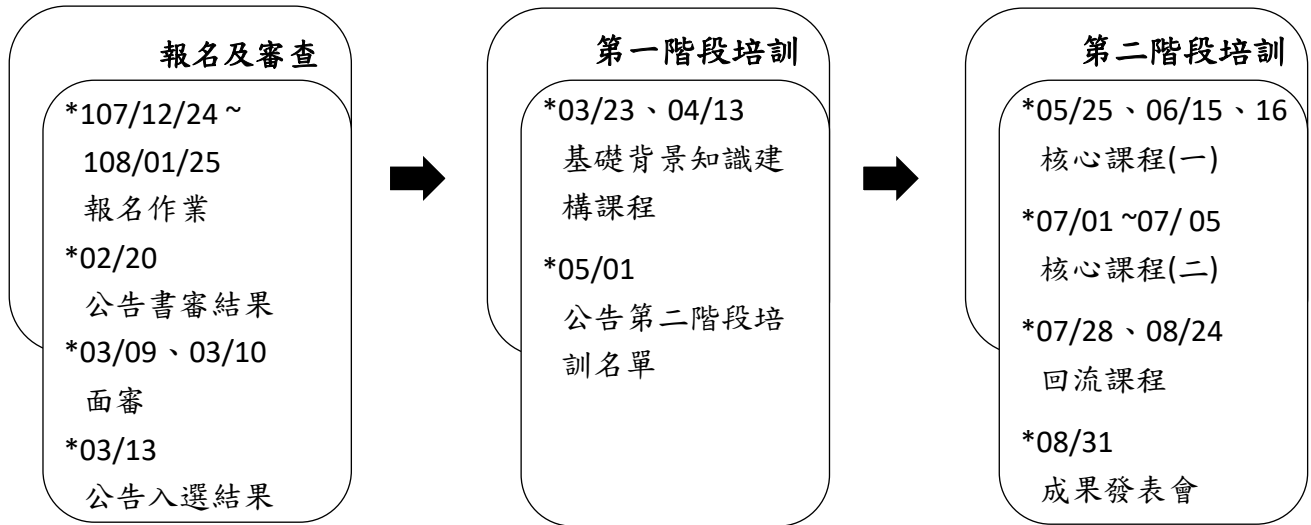 報名及審查
*107/12/24 ~
108/01/25
報名作業
*02/20
公告書審結果
*03/09、03/10
面審
*03/13
公告入選結果
第一階段培訓
*03/23、04/13
基礎背景知識建
構課程
*05/01
公告第二階段培
訓名單
第二階段培訓
*05/25、06/15、16
核心課程(一)
*07/01 ~07/ 05
核心課程(二)
*07/28、08/24
回流課程
*08/31
成果發表會